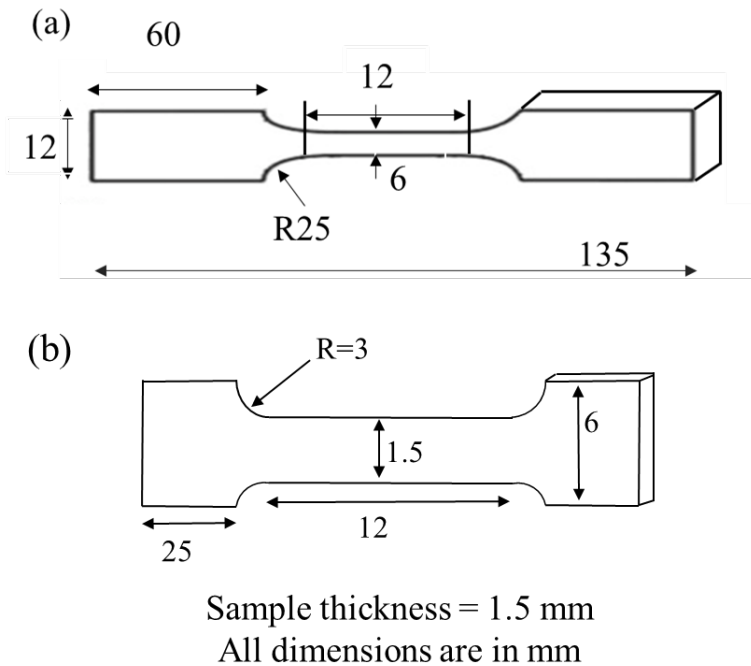 (a)
60
12
12
6
R25
135
(b)
R=3
6
1.5
12
25
Sample thickness = 1.5 mm
All dimensions are in mm